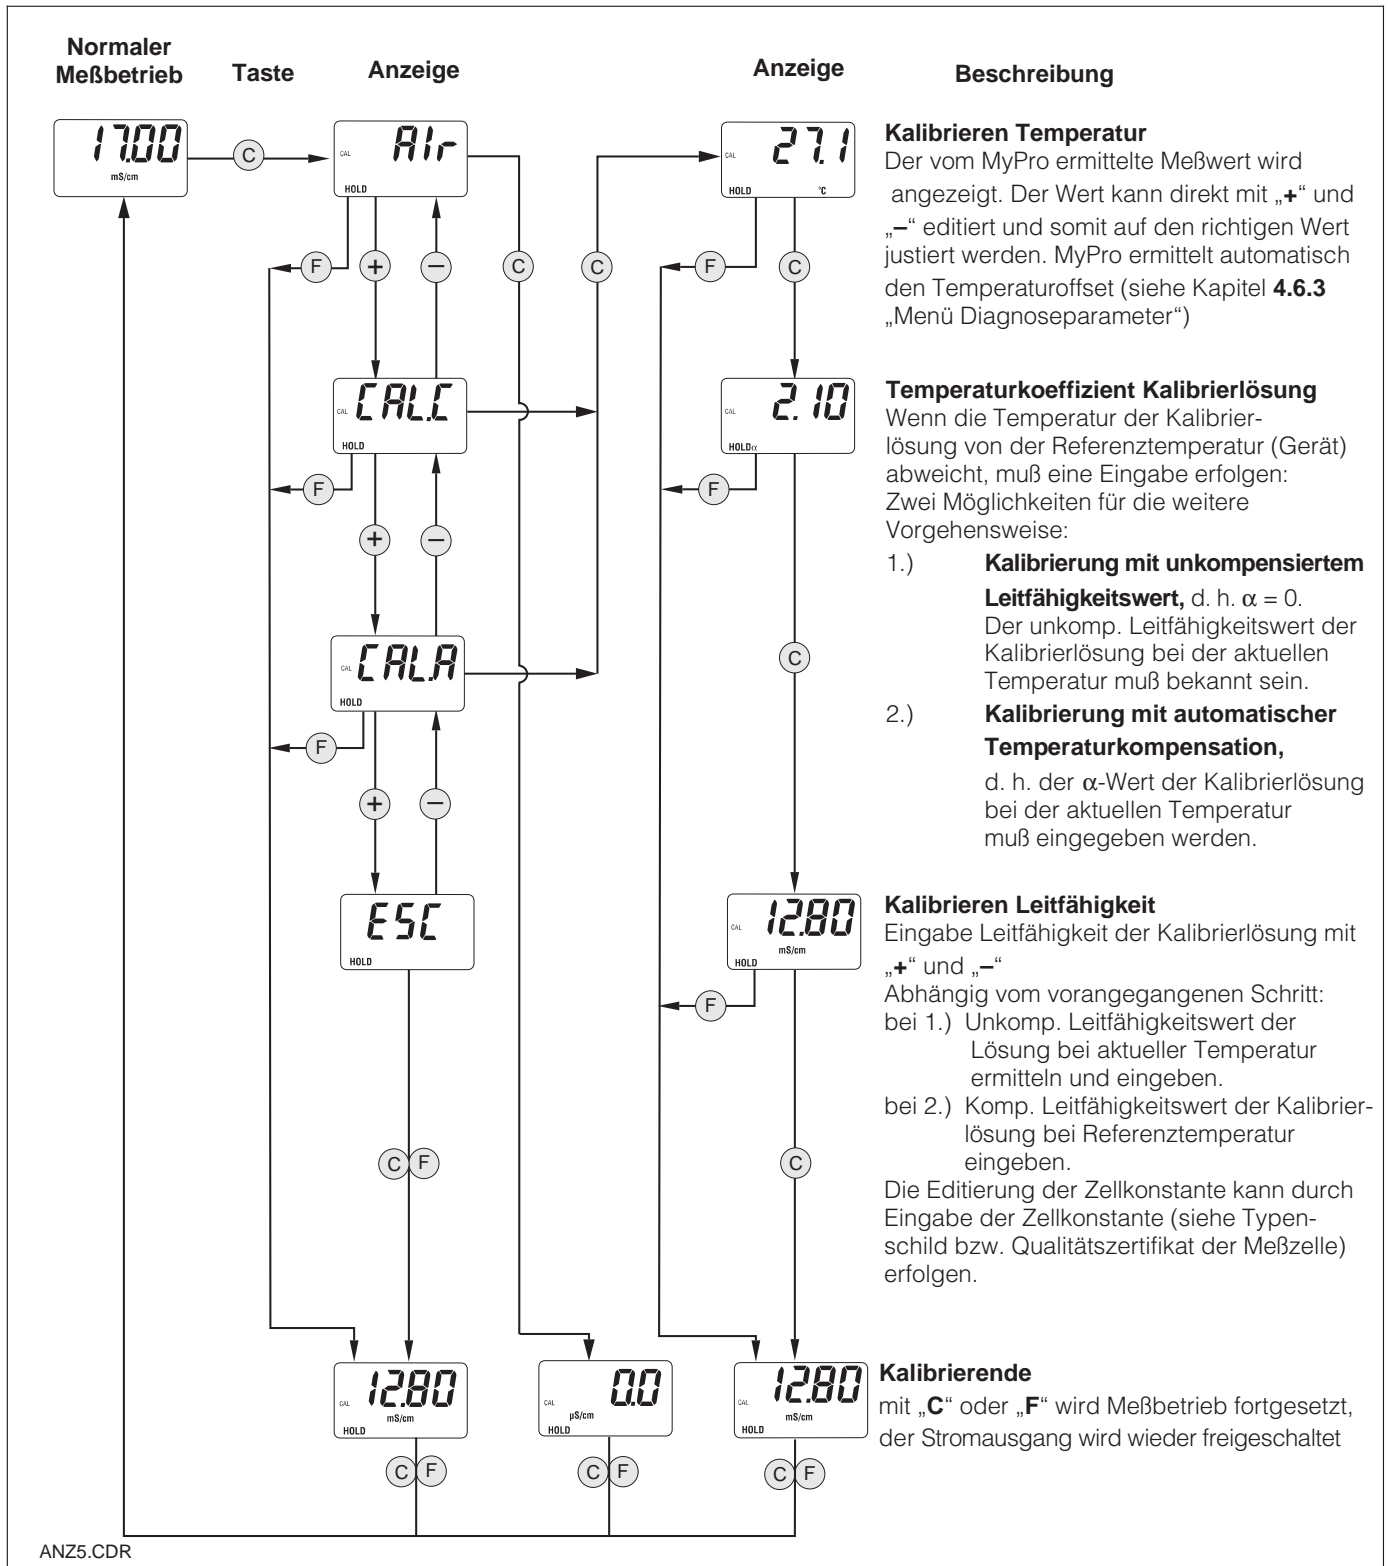 Normaler
Meßbetrieb
Taste
Anzeige
Anzeige
Beschreibung
17.00
mS/cm
C
CAL
AIr
HOLD
CAL
27.1
HOLD
°C
Kalibrieren Temperatur
Der vom MyPro ermittelte Meßwert wird
angezeigt. Der Wert kann direkt mit „+“ und
„–“ editiert und somit auf den richtigen Wert
justiert werden. MyPro ermittelt automatisch
den Temperaturoffset (siehe Kapitel 4.6.3
„Menü Diagnoseparameter“)
F
+
–
C
C
F
C
CAL
CAL.C
HOLD
CAL
2.10
HOLDα
Temperaturkoeffizient Kalibrierlösung
Wenn die Temperatur der Kalibrier-
lösung von der Referenztemperatur (Gerät)
abweicht, muß eine Eingabe erfolgen:
Zwei Möglichkeiten für die weitere
Vorgehensweise:
1.) Kalibrierung mit unkompensiertem
Leitfähigkeitswert, d. h. α = 0.
Der unkomp. Leitfähigkeitswert der
Kalibrierlösung bei der aktuellen
Temperatur muß bekannt sein.
2.) Kalibrierung mit automatischer
Temperaturkompensation,
d. h. der α-Wert der Kalibrierlösung
bei der aktuellen Temperatur
muß eingegeben werden.
F
F
+
–
CAL
CAL.A
HOLD
C
F
+
–
ESC
HOLD
CAL
12.80
mS/cm
HOLD
Kalibrieren Leitfähigkeit
Eingabe Leitfähigkeit der Kalibrierlösung mit
„+“ und „–“
Abhängig vom vorangegangenen Schritt:
bei 1.) Unkomp. Leitfähigkeitswert der
Lösung bei aktueller Temperatur
ermitteln und eingeben.
bei 2.) Komp. Leitfähigkeitswert der Kalibrier-
lösung bei Referenztemperatur
eingeben.
Die Editierung der Zellkonstante kann durch
Eingabe der Zellkonstante (siehe Typen-
schild bzw. Qualitätszertifikat der Meßzelle)
erfolgen.
F
C F
C
CAL
12.80
mS/cm
HOLD
CAL
0.0
µS/cm
HOLD
CAL
12.80
mS/cm
HOLD
Kalibrierende
mit „C“ oder „F“ wird Meßbetrieb fortgesetzt,
der Stromausgang wird wieder freigeschaltet
C F
C F
C F
ANZ5.CDR